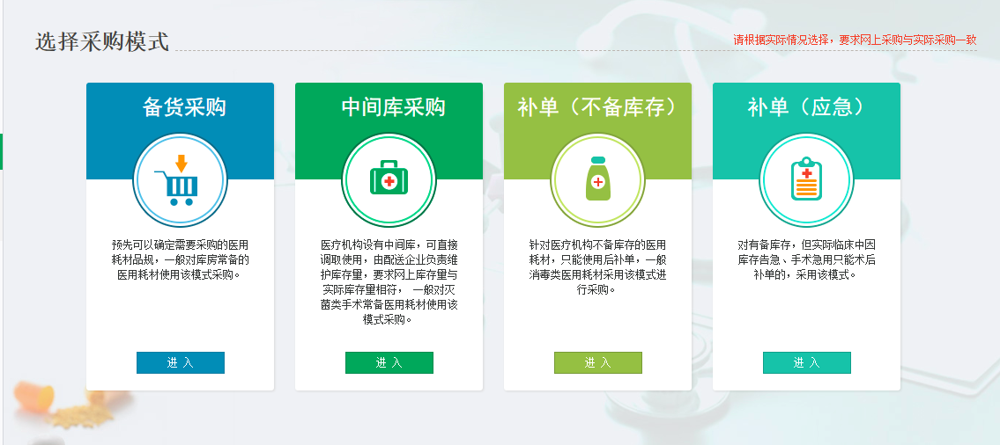 选择采购模式
请根据实际情况选择，要求网上采购与实际采购一致
备货采购
预先可以确定需要采购的医用
耗材品规，一般对库房常备的
医用耗材使用该模式采购。
进 入
中间库采购
医疗机构设有中间库，可直接
调取使用，由配送企业负责维
护库存量，要求网上库存量与
实际库存量相符， 一般对灭
菌类手术常备医用耗材使用该
模式采购。
进 入
补单（不备库存）
针对医疗机构不备库存的医用
耗材，只能使用后补单，一般
消毒类医用耗材采用该模式进
行采购。
进 入
补单（应急）
对有备库存，但实际临床中因
库存告急、手术急用只能术后
补单的，采用该模式。
进 入